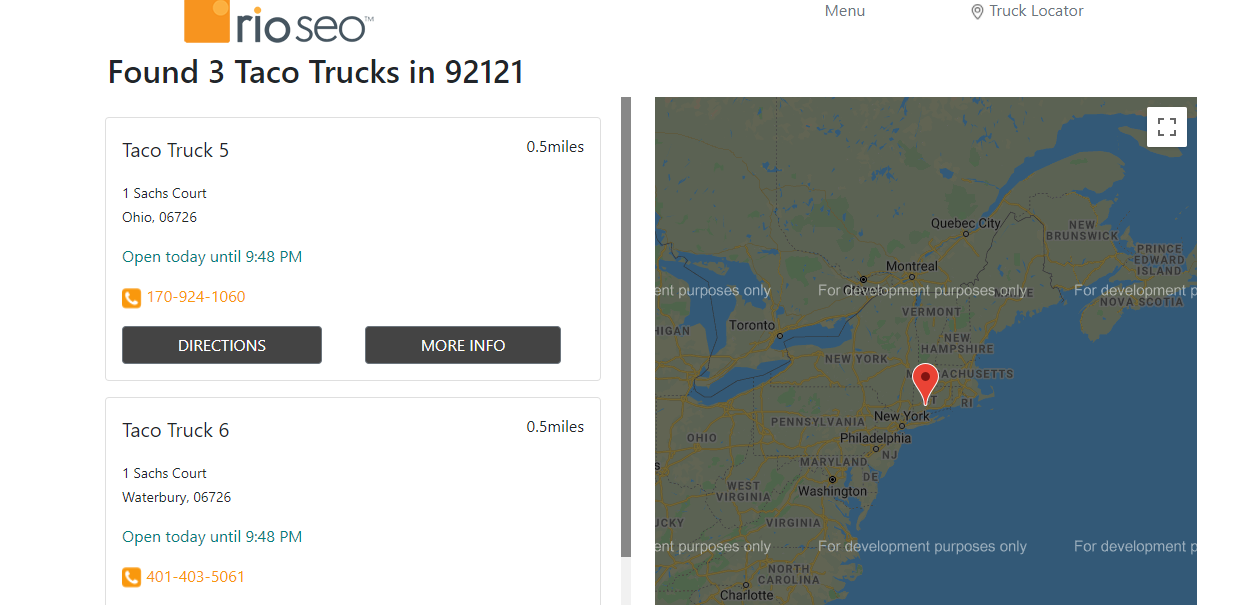 rioseo™
Menu
Truck Locator
Found 3 Taco Trucks in 92121
Taco Truck 5
0.5miles
1 Sachs Court
Ohio, 06726
Open today until 9:48 PM
170-924-1060
DIRECTIONS
MORE INFO
Taco Truck 6
0.5miles
1 Sachs Court
Waterbury, 06726
Open today until 9:48 PM
401-403-5061
Quebec City
NEW
BRUNSWICK
PRINCE
EDWARD
ISLAND
Montreal
ent purposes only
For development purposes only
For development p
MAINE
NOVA SCOTIA
VERMONT
Toronto
HIGAN
NEW
HAMPSHIRE
NEW YORK
MASSACHUSETTS
CT
RI
New York
PENNSYLVANIA
OHIO
Philadelphia
NJ
MARYLAND
DE
WEST
VIRGINIA
Washington
UCKY
VIRGINIA
ent purposes only
For development purposes only
For development p
NORTH
CAROLINA
Charlotte